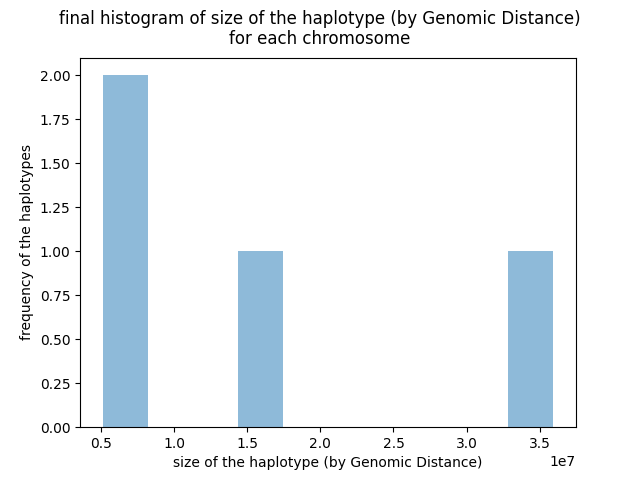 final histogram of size of the haplotype (by Genomic Distance)
for each chromosome
frequency of the haplotypes
2.00
1.75
1.50
1.25
1.00
0.75
0.50
0.25
0.00
0.5 1.0 1.5 2.0 2.5 3.0 3.5
1e7
size of the haplotype (by Genomic Distance)